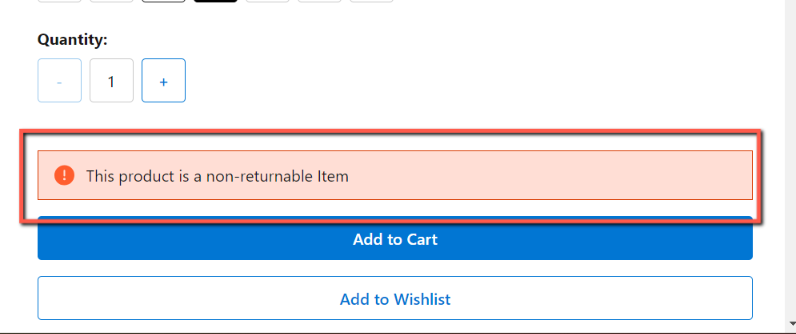 Quantity:
- 1 +
! This product is a non-returnable Item
Add to Cart
Add to Wishlist